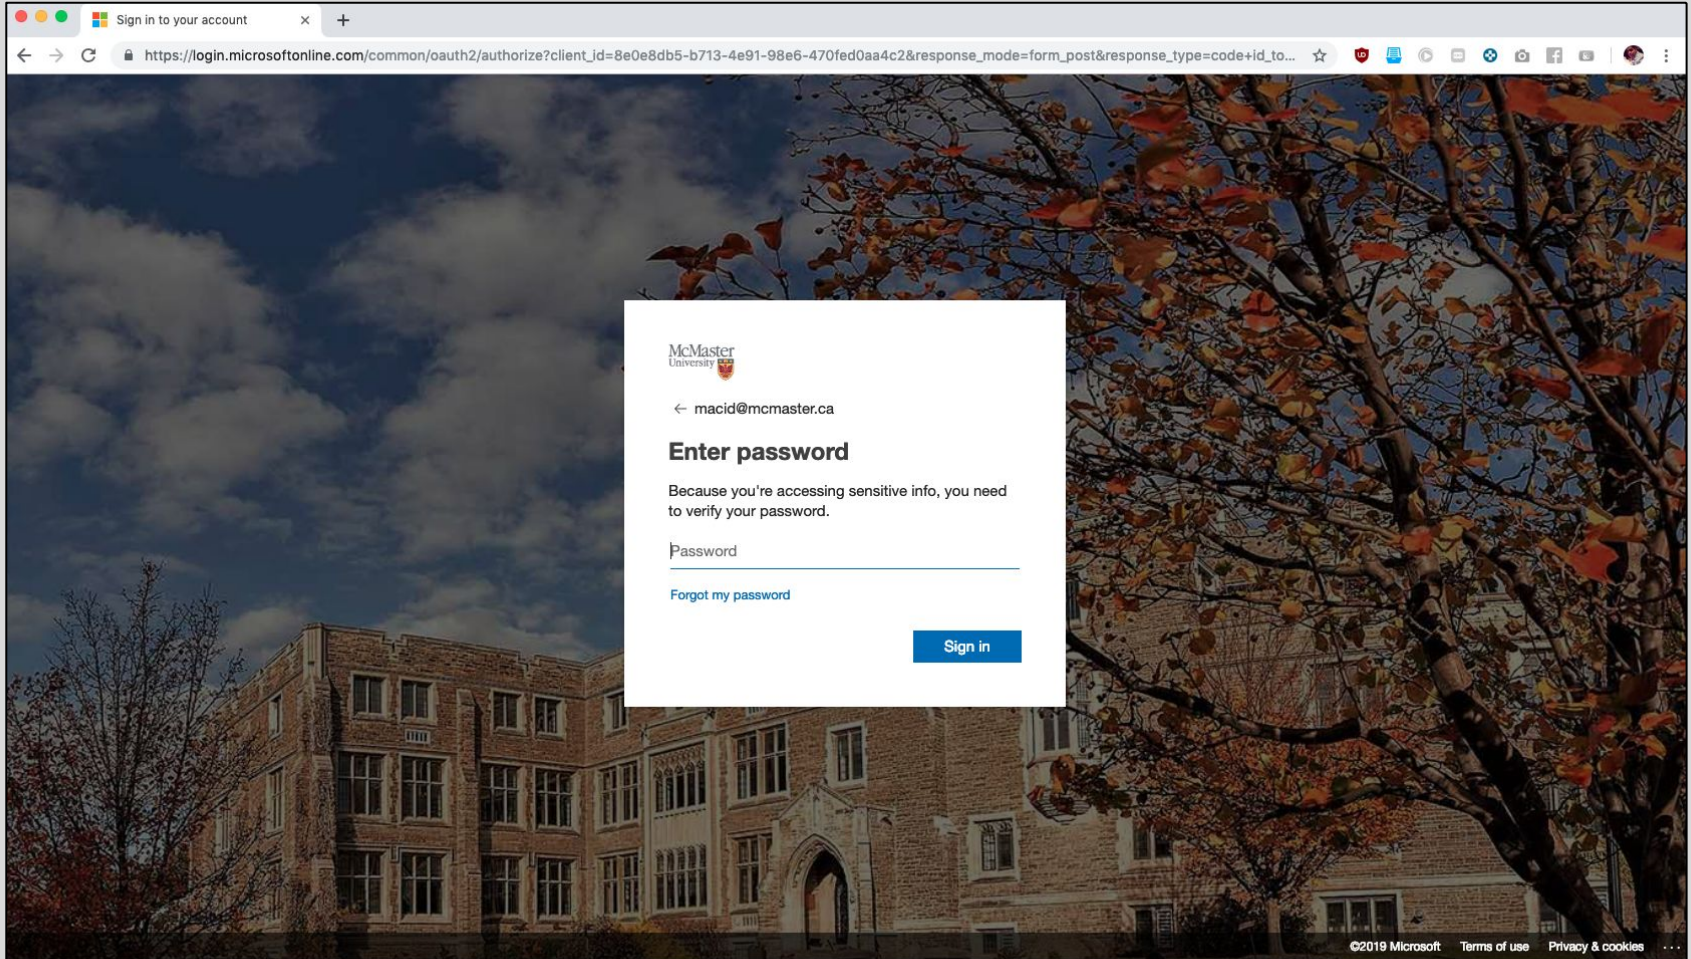 Sign in to your account
https://login.microsoftonline.com/common/oauth2/authorize?client_id=8e0e8db5-b713-4e91-98e6-470fed0aa4c2&response_mode=form_post&response_type=code+id_to...
McMaster
University
macid@mcmaster.ca
Enter password
Because you're accessing sensitive info, you need
to verify your password.
Password
Forgot my password
Sign in
©2019 Microsoft Terms of use Privacy & cookies ...